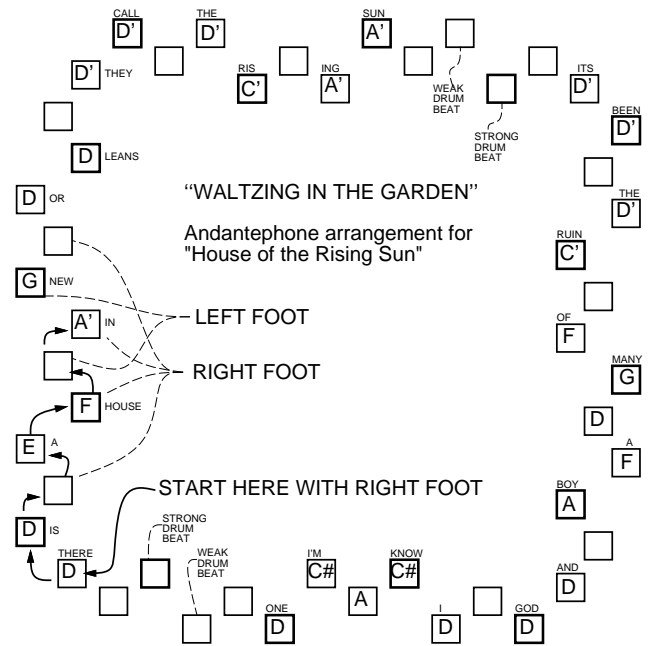 CALL
D'
THE
D'
SUN
A'
D'
THEY
RIS
C'
ING
A'
WEAK
DRUM
BEAT
STRONG
DRUM
BEAT
ITS
D'
BEEN
D'
D
LEANS
D
OR
"WALTZING IN THE GARDEN"
Andantephone arrangement for
"House of the Rising Sun"
THE
D'
RUIN
C'
G
NEW
A'
IN
LEFT FOOT
OF
F
RIGHT FOOT
MANY
G
F
HOUSE
D
E
A
A
F
START HERE WITH RIGHT FOOT
BOY
A
D
IS
STRONG
DRUM
BEAT
THERE
D
WEAK
DRUM
BEAT
I'M
C#
KNOW
C#
AND
D
A
ONE
D
I
D
GOD
D